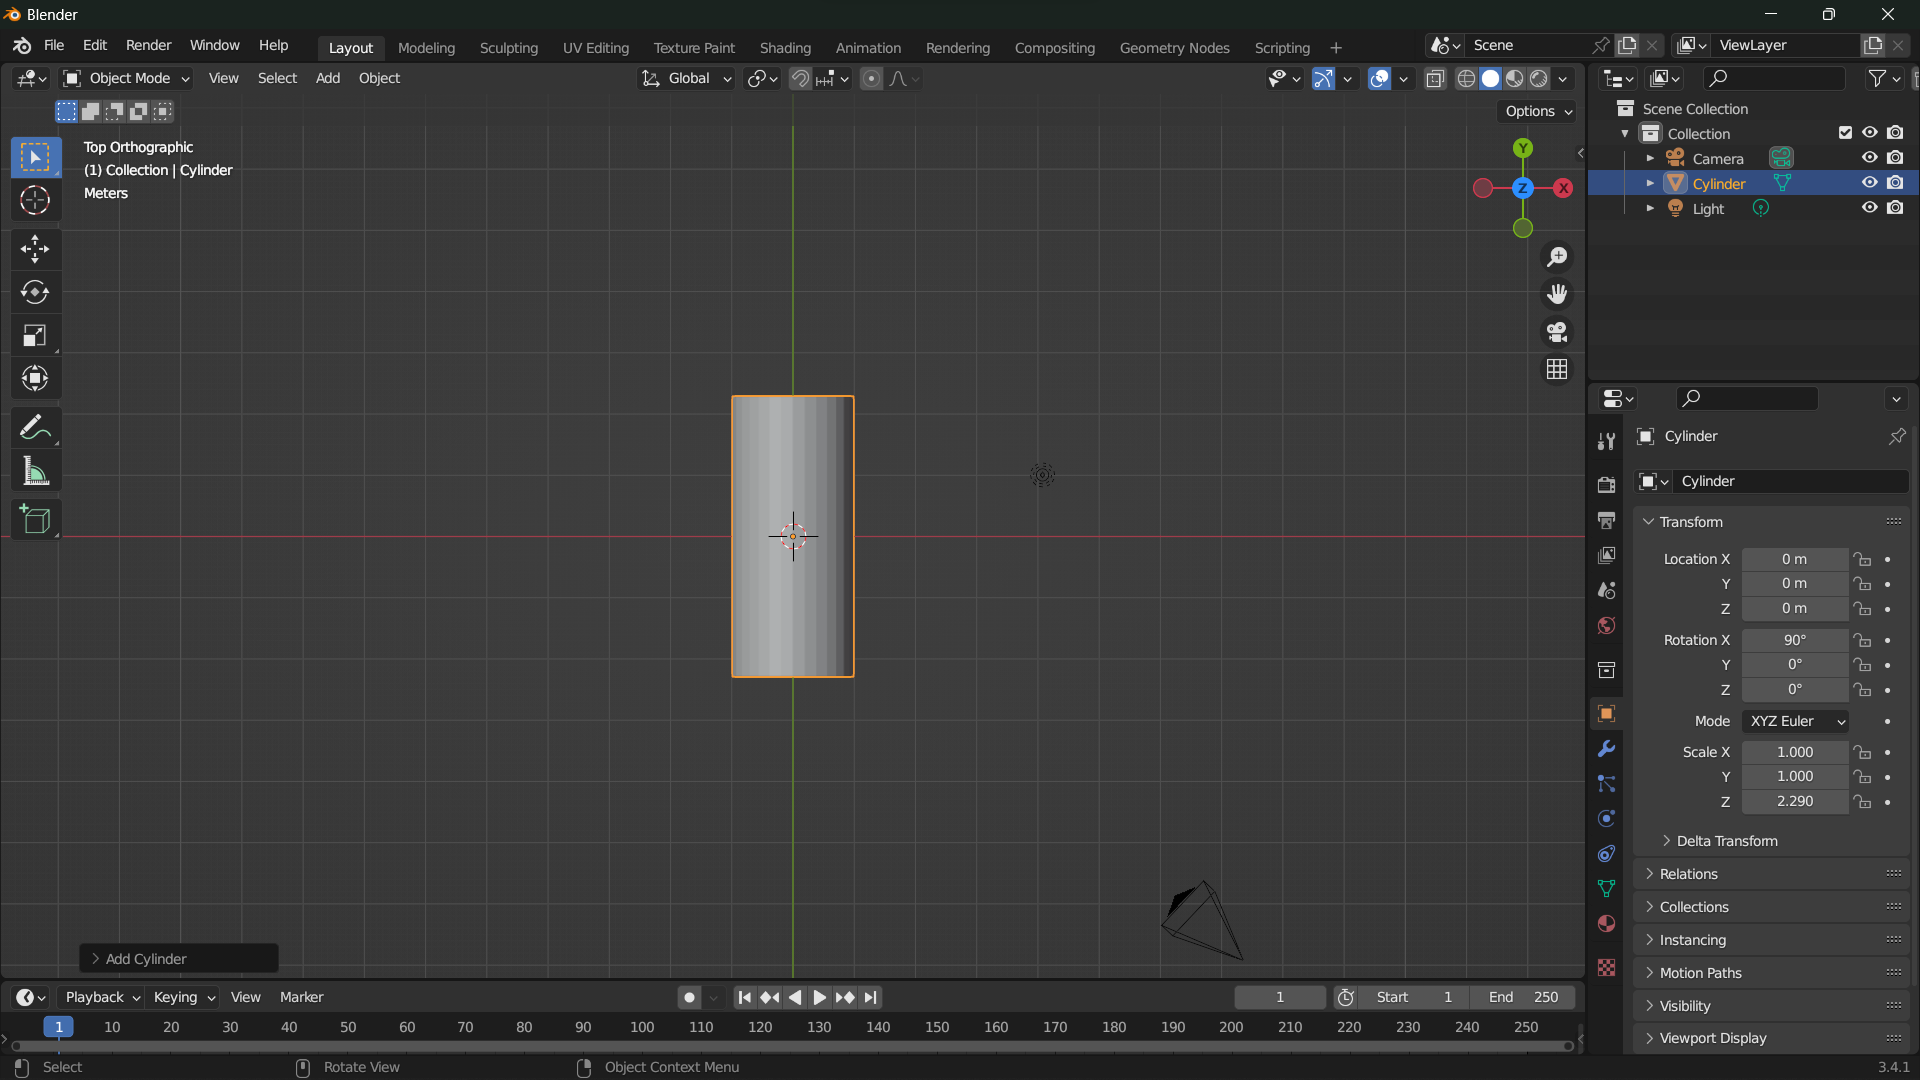 Blender
File Edit Render Window Help Layout Modeling Sculpting UV Editing Texture Paint Shading Animation Rendering Compositing Geometry Nodes Scripting + Scene ViewLayer
Object Mode View Select Add Object Global
Options
Top Orthographic
(1) Collection | Cylinder
Meters
Y
Z
X
Add Cylinder
Scene Collection
Collection
Camera
Cylinder
Light
Cylinder
Cylinder
Transform
Location X 0 m
Y 0 m
Z 0 m
Rotation X 90°
Y 0°
Z 0°
Mode XYZ Euler
Scale X 1.000
Y 1.000
Z 2.290
Delta Transform
Relations
Collections
Instancing
Motion Paths
Visibility
Viewport Display
Playback Keying View Marker 1 Start 1 End 250
1 10 20 30 40 50 60 70 80 90 100 110 120 130 140 150 160 170 180 190 200 210 220 230 240 250
Select Rotate View Object Context Menu 3.4.1